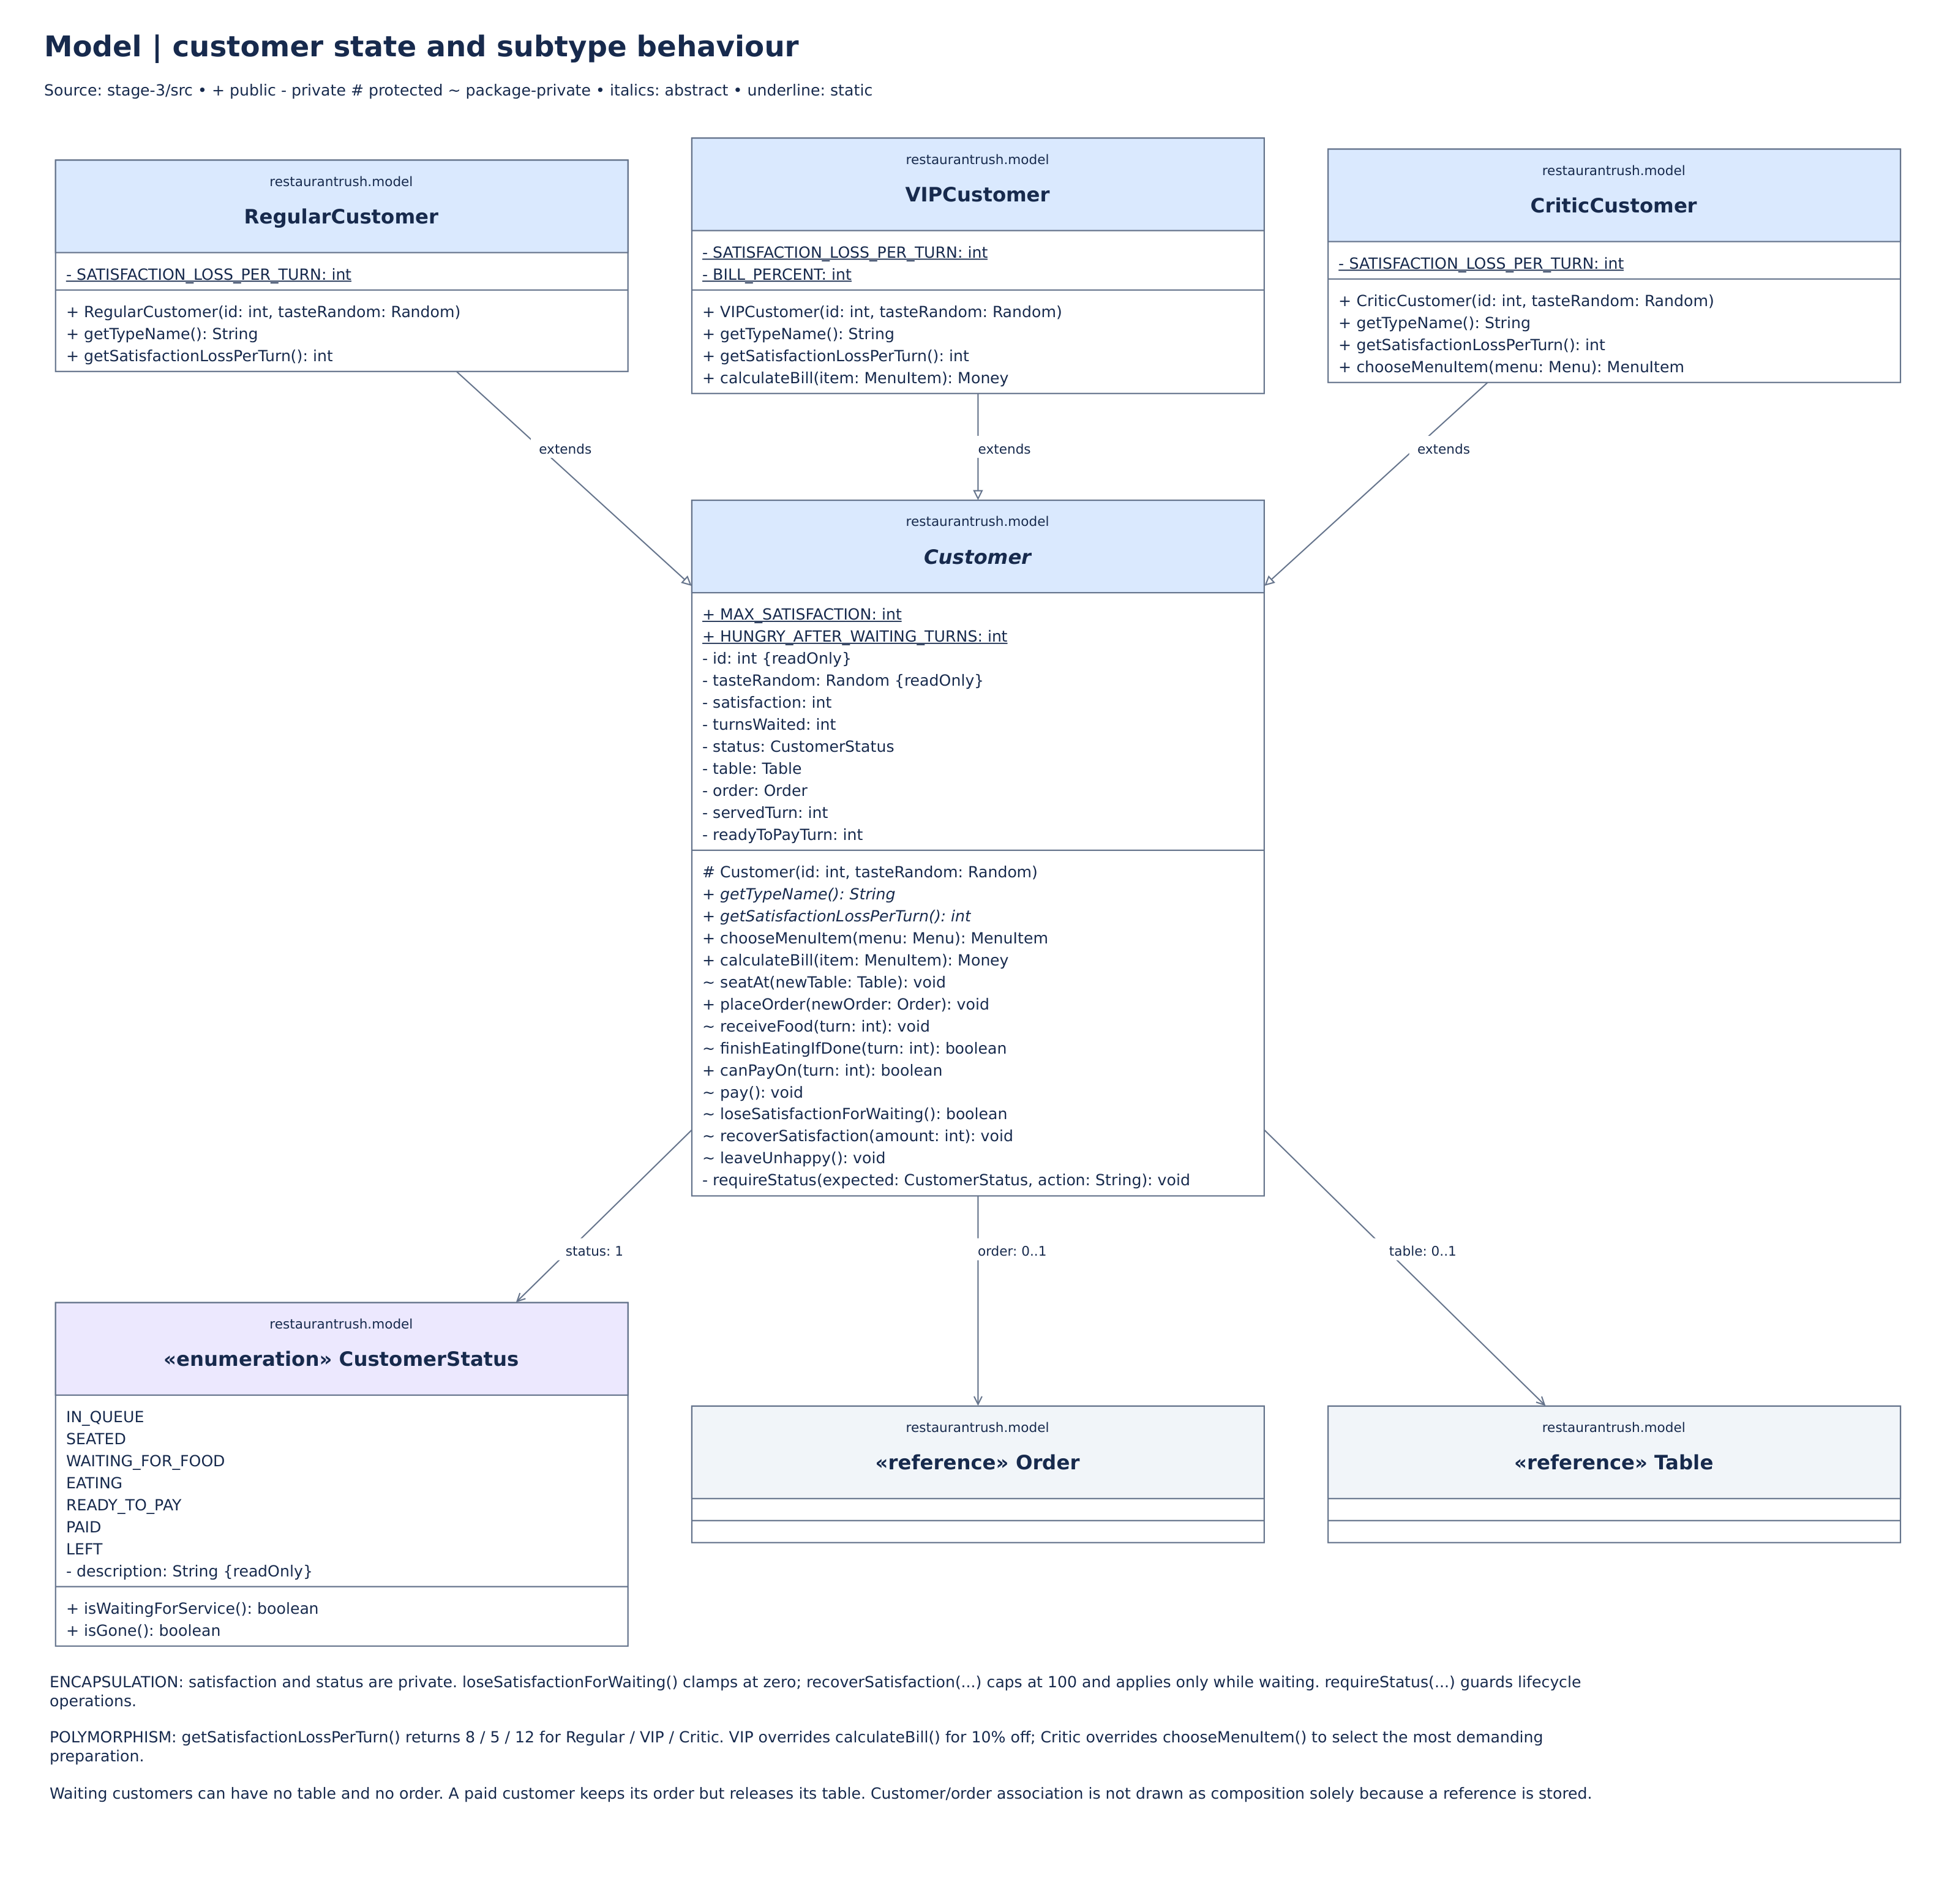 Model | customer state and subtype behaviour
Source: stage-3/src • + public - private # protected ~ package-private • italics: abstract • underline: static
restaurantrush.model
RegularCustomer
- SATISFACTION_LOSS_PER_TURN: int
+ RegularCustomer(id: int, tasteRandom: Random)
+ getTypeName(): String
+ getSatisfactionLossPerTurn(): int
restaurantrush.model
VIPCustomer
- SATISFACTION_LOSS_PER_TURN: int
- BILL_PERCENT: int
+ VIPCustomer(id: int, tasteRandom: Random)
+ getTypeName(): String
+ getSatisfactionLossPerTurn(): int
+ calculateBill(item: MenuItem): Money
restaurantrush.model
CriticCustomer
- SATISFACTION_LOSS_PER_TURN: int
+ CriticCustomer(id: int, tasteRandom: Random)
+ getTypeName(): String
+ getSatisfactionLossPerTurn(): int
+ chooseMenuItem(menu: Menu): MenuItem
extends
extends
extends
restaurantrush.model
Customer
+ MAX_SATISFACTION: int
+ HUNGRY_AFTER_WAITING_TURNS: int
- id: int {readOnly}
- tasteRandom: Random {readOnly}
- satisfaction: int
- turnsWaited: int
- status: CustomerStatus
- table: Table
- order: Order
- servedTurn: int
- readyToPayTurn: int
# Customer(id: int, tasteRandom: Random)
+ getTypeName(): String
+ getSatisfactionLossPerTurn(): int
+ chooseMenuItem(menu: Menu): MenuItem
+ calculateBill(item: MenuItem): Money
~ seatAt(newTable: Table): void
+ placeOrder(newOrder: Order): void
~ receiveFood(turn: int): void
~ finishEatingIfDone(turn: int): boolean
+ canPayOn(turn: int): boolean
~ pay(): void
~ loseSatisfactionForWaiting(): boolean
~ recoverSatisfaction(amount: int): void
~ leaveUnhappy(): void
- requireStatus(expected: CustomerStatus, action: String): void
status: 1
order: 0..1
table: 0..1
restaurantrush.model
«enumeration» CustomerStatus
IN_QUEUE
SEATED
WAITING_FOR_FOOD
EATING
READY_TO_PAY
PAID
LEFT
- description: String {readOnly}
+ isWaitingForService(): boolean
+ isGone(): boolean
restaurantrush.model
«reference» Order
restaurantrush.model
«reference» Table
ENCAPSULATION: satisfaction and status are private. loseSatisfactionForWaiting() clamps at zero; recoverSatisfaction(...) caps at 100 and applies only while waiting. requireStatus(...) guards lifecycle
operations.
POLYMORPHISM: getSatisfactionLossPerTurn() returns 8 / 5 / 12 for Regular / VIP / Critic. VIP overrides calculateBill() for 10% off; Critic overrides chooseMenuItem() to select the most demanding
preparation.
Waiting customers can have no table and no order. A paid customer keeps its order but releases its table. Customer/order association is not drawn as composition solely because a reference is stored.